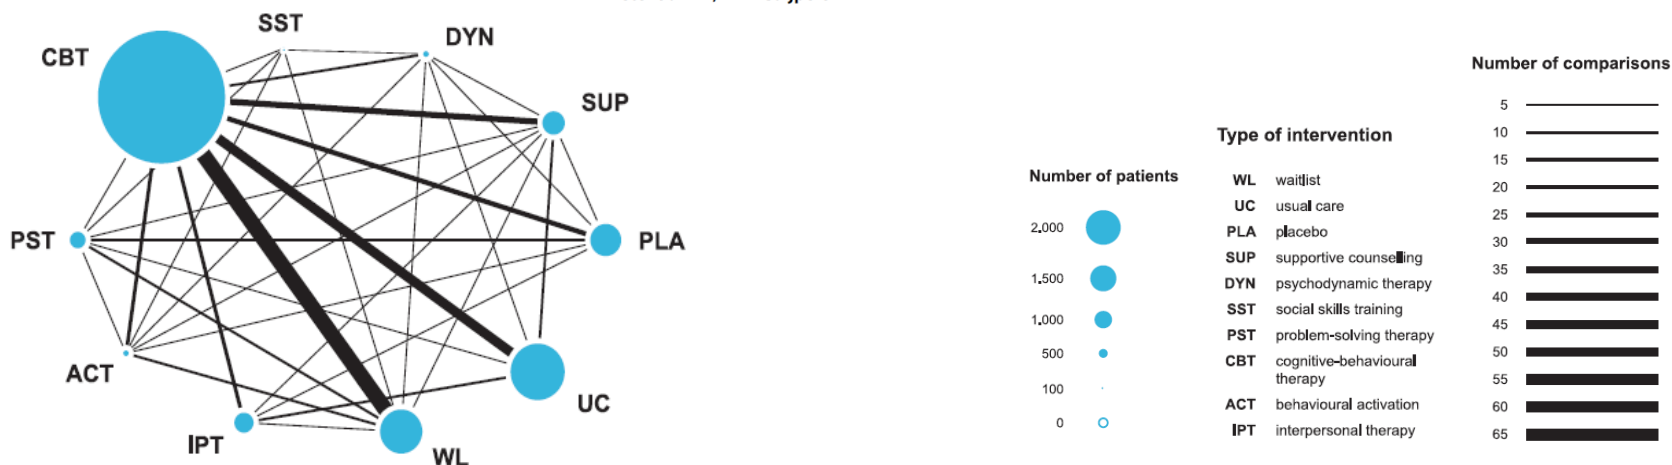 SST
DYN
CBT
SUP
PST
PLA
ACT
UC
IPT
WL
Number of patients
2.000
1.500
1.000
500
100
0
Type of intervention
WL waitlist
UC usual care
PLA placebo
SUP supportive counselling
DYN psychodynamic therapy
SST social skills training
PST problem-solving therapy
CBT cognitive-behavioural
therapy
ACT behavioural activation
IPT interpersonal therapy
Number of comparisons
5
10
15
20
25
30
35
40
45
50
55
60
65